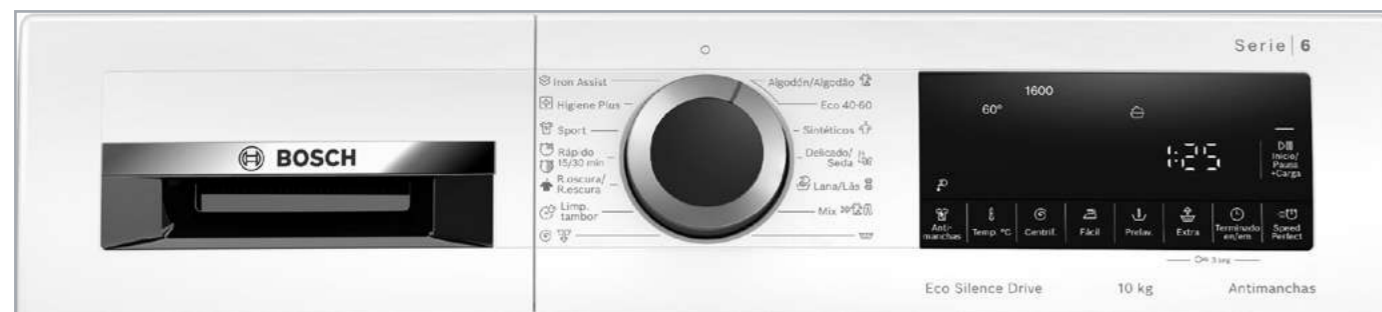 Serie | 6
BOSCH
Iron Assist
Higiene Plus
Sport
Rápido
15/30 min
R.oscura/
R.escura
Limp.
tambor
Algodón/Algodão
Eco 40-60
Sintéticos
Delicado/
Seda
Lana/Lãs
Mix
1600
60°
1:25
Inicio/
Pausa
+Carga
Anti-
manchas
Temp. °C
Centrif.
Fácil
Prelav.
Extra
Terminado
en/em
Speed
Perfect
3 seg.
Eco Silence Drive
10 kg
Antimanchas